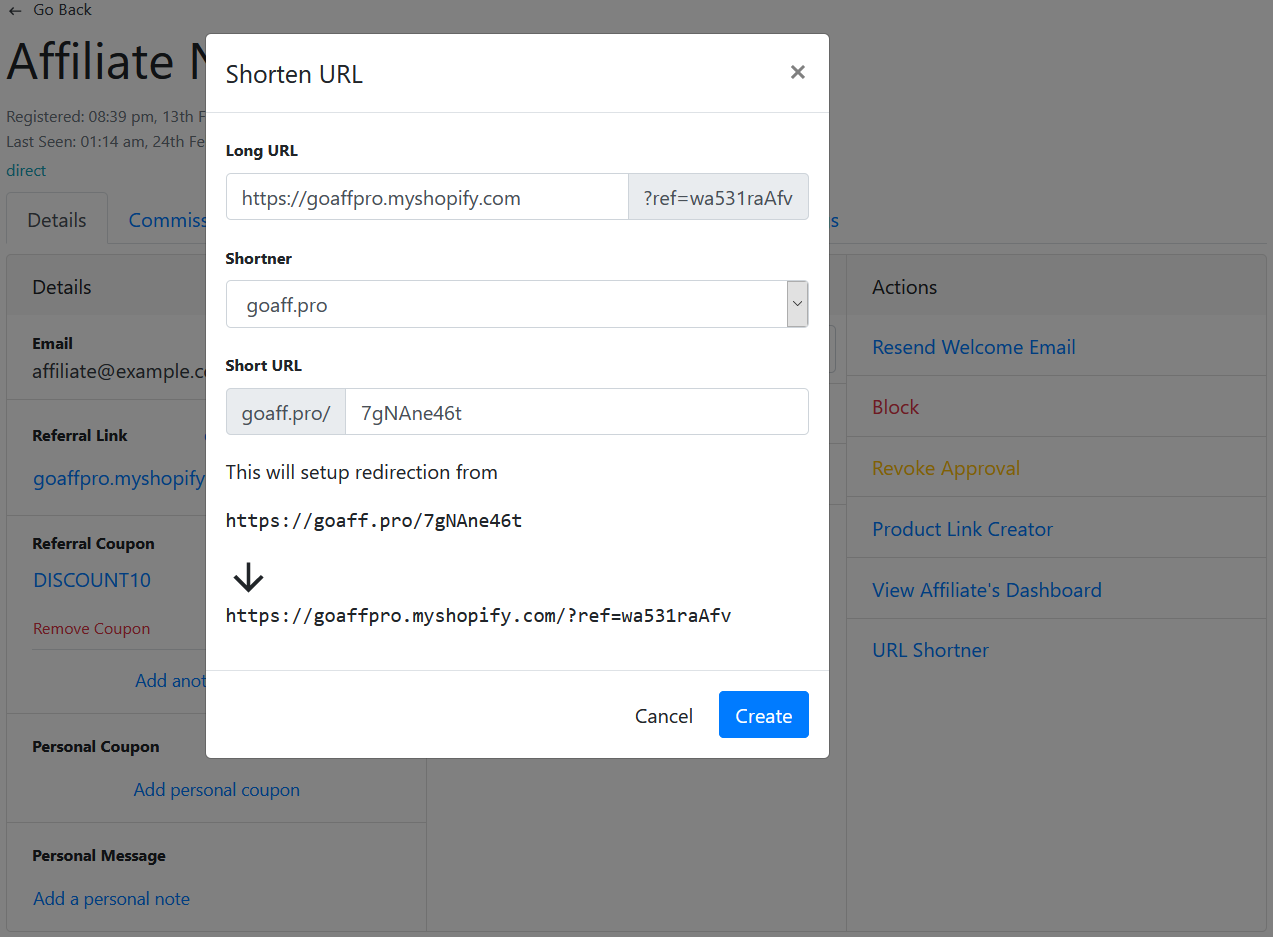 ← Go Back
Affiliate
Registered: 08:39 pm, 13th
Last Seen: 01:14 am, 24th
direct
Details
Shorten URL
×
Long URL
https://goaffpro.myshopify.com ?ref=wa531raAfv
Shortner
goaff.pro
Short URL
goaff.pro/ 7gNAne46t
This will setup redirection from
https://goaff.pro/7gNAne46t
↓
https://goaffpro.myshopify.com/?ref=wa531raAfv
Cancel Create
Details
Email
affiliate@example.c
Referral Link
goaffpro.myshopify
Referral Coupon
DISCOUNT10
Remove Coupon
Add
Personal Coupon
Add personal coupon
Personal Message
Add a personal note
Actions
Resend Welcome Email
Block
Revoke Approval
Product Link Creator
View Affiliate's Dashboard
URL Shortner